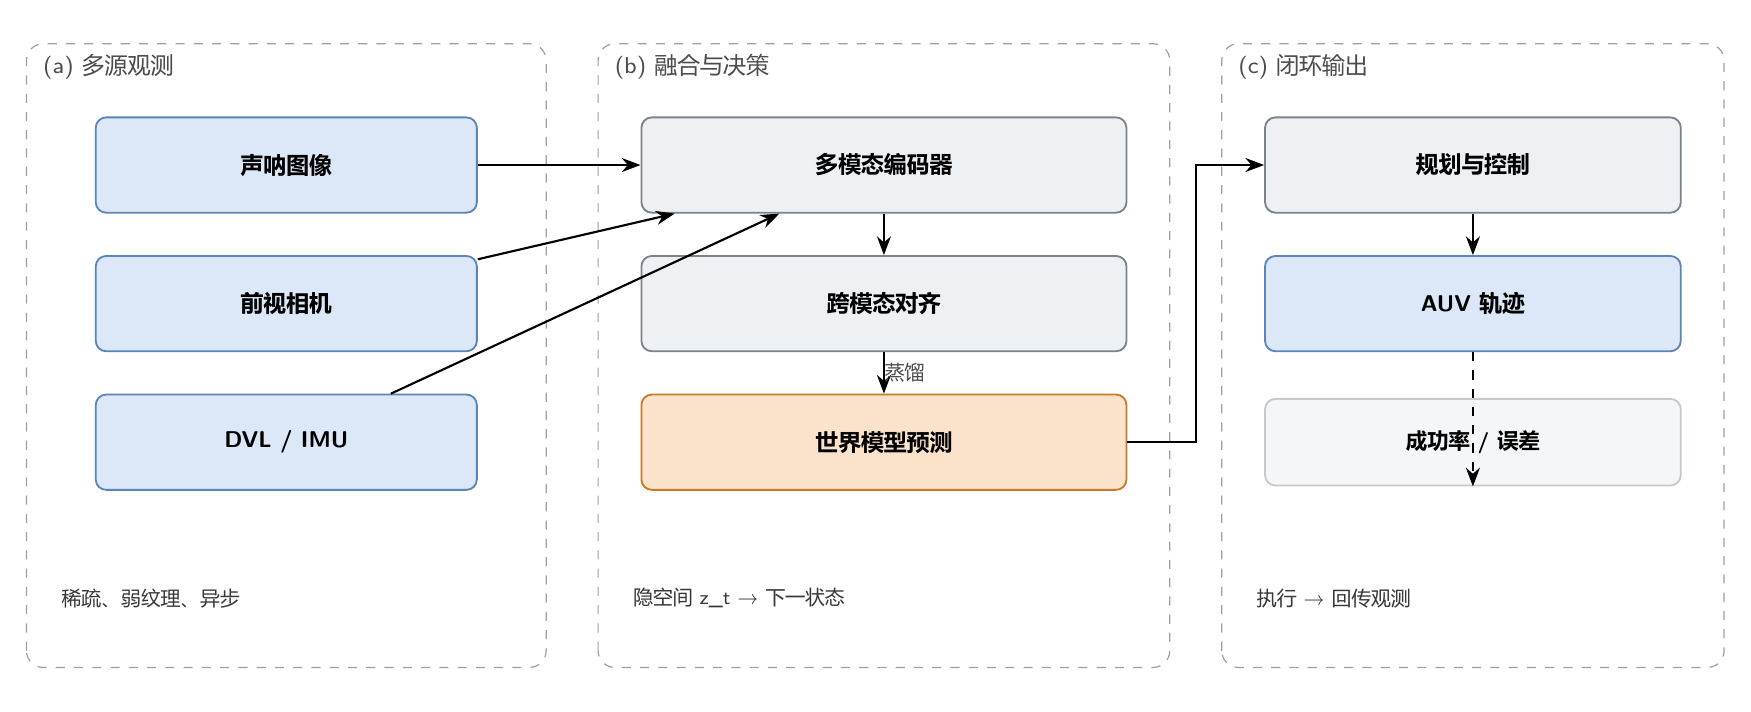 (a) 多源观测
声呐图像
前视相机
DVL / IMU
稀疏、弱纹理、异步
(b) 融合与决策
多模态编码器
跨模态对齐
蒸馏
世界模型预测
隐空间 z_t → 下一状态
(c) 闭环输出
规划与控制
AUV 轨迹
成功率 / 误差
执行 → 回传观测